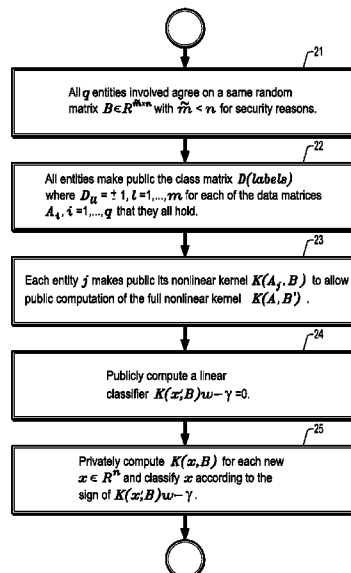 21
All q entities involved agree on a same random
matrix B∈R^m̃×n with m̃ < n for security reasons.
22
All entities make public the class matrix D(labels)
where D_ll = ± 1, l =1,...,m for each of the data matrices
A_i, i =1,...,q that they all hold.
23
Each entity j makes public its nonlinear kernel K(A_j, B) to allow
public computation of the full nonlinear kernel K(A, B') .
24
Publicly compute a linear
classifier K(x',B)w− γ =0.
25
Privately compute K(x,B) for each new
x ∈ R^n and classify x according to the
sign of K(x',B)w− γ .